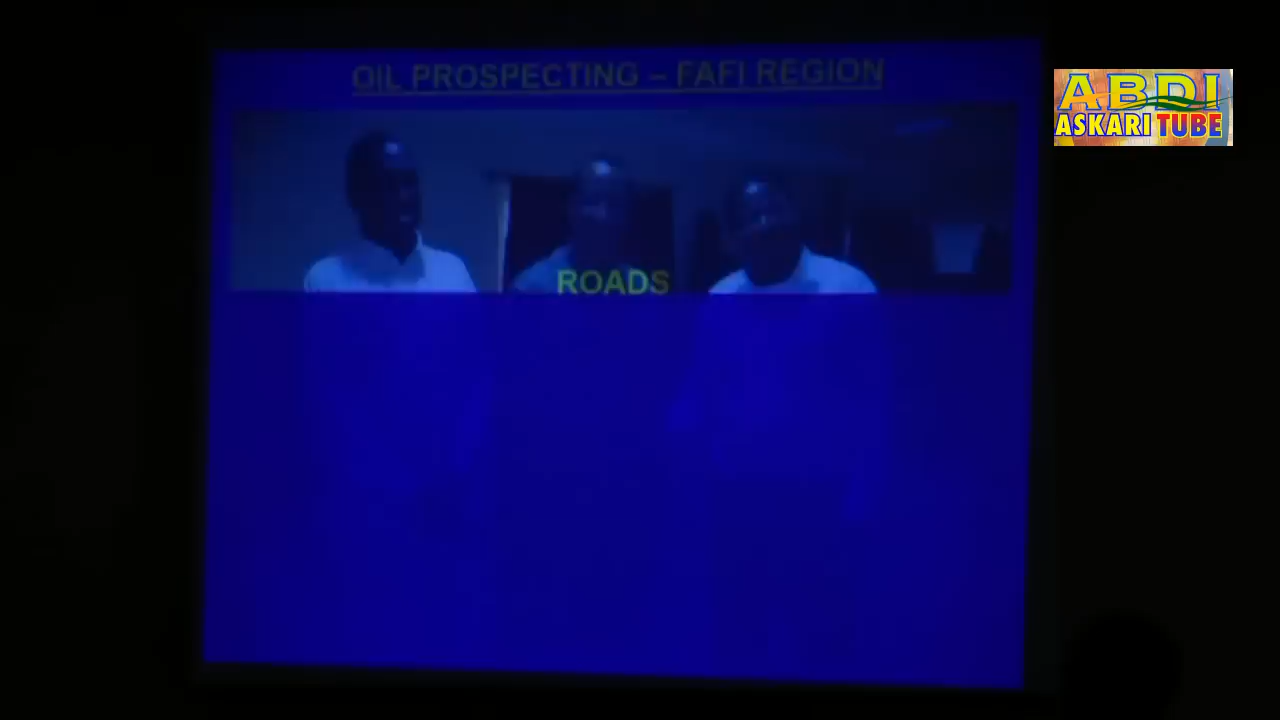 OIL PROSPECTING – FAFI REGION
ABDI
ASKARI TUBE
ROADS